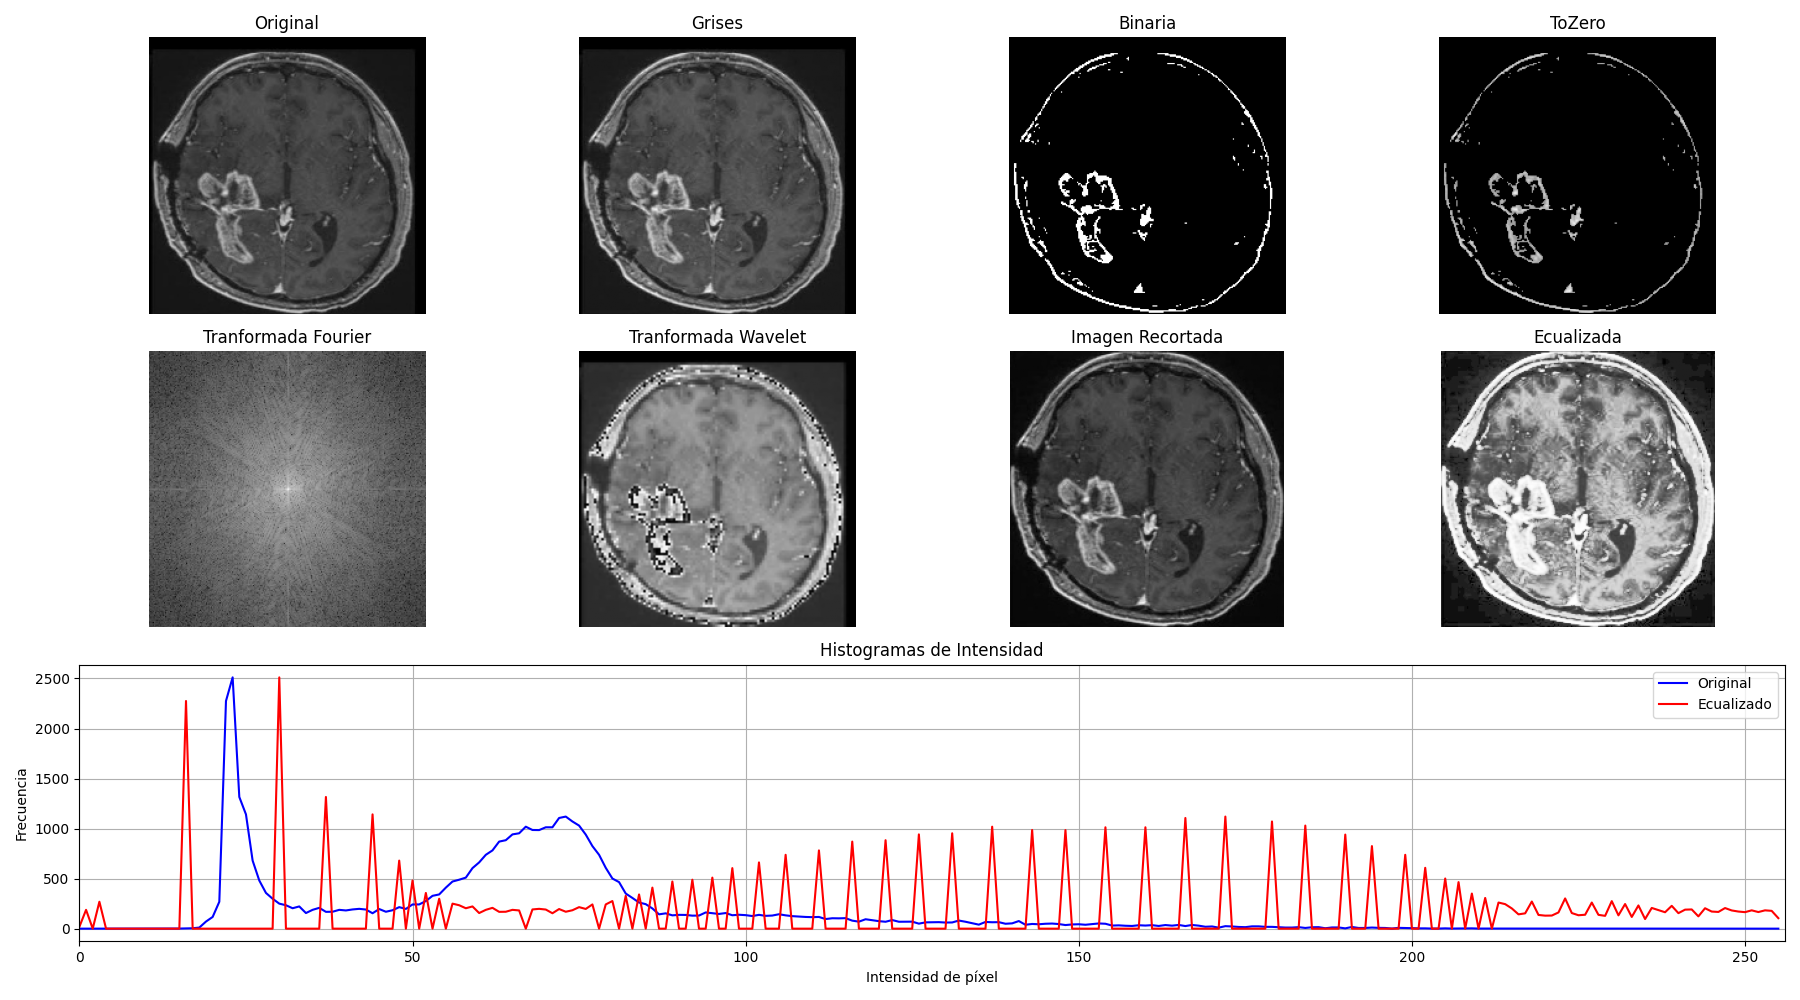 Original
Grises
Binaria
ToZero
Tranformada Fourier
Tranformada Wavelet
Imagen Recortada
Ecualizada
Histogramas de Intensidad
Frecuencia
2500
2000
1500
1000
500
0
Original
Ecualizado
0 50 100 150 200 250
Intensidad de píxel